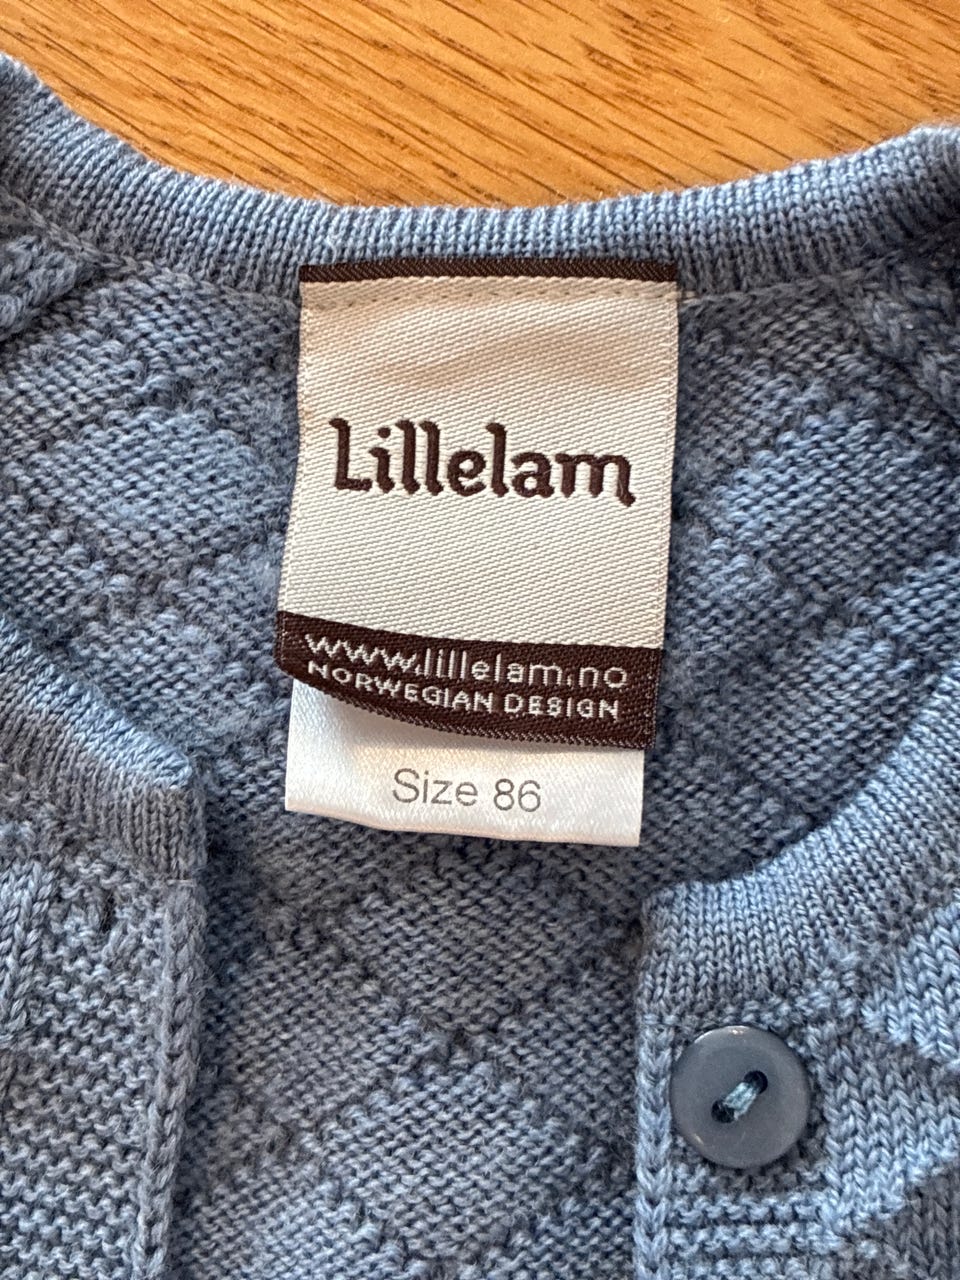 Lillelam
www.lillelam.no
NORWEGIAN DESIGN
Size 86